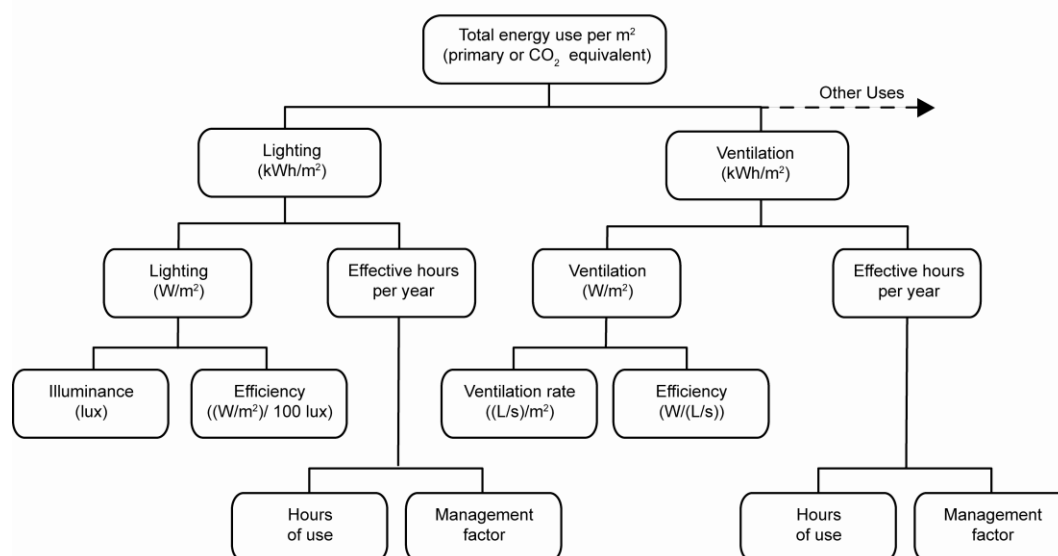 Total energy use per m²
(primary or CO₂ equivalent)
Other Uses
Lighting
(kWh/m²)
Ventilation
(kWh/m²)
Lighting
(W/m²)
Effective hours
per year
Ventilation
(W/m²)
Effective hours
per year
Illuminance
(lux)
Efficiency
((W/m²)/ 100 lux)
Ventilation rate
((L/s)/m²)
Efficiency
(W/(L/s))
Hours
of use
Management
factor
Hours
of use
Management
factor